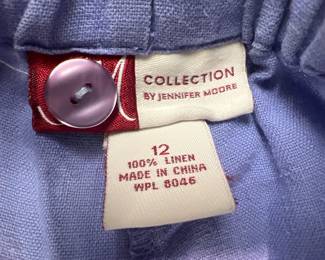 COLLECTION
BY JENNIFER MOORE
12
100% LINEN
MADE IN CHINA
WPL 8046